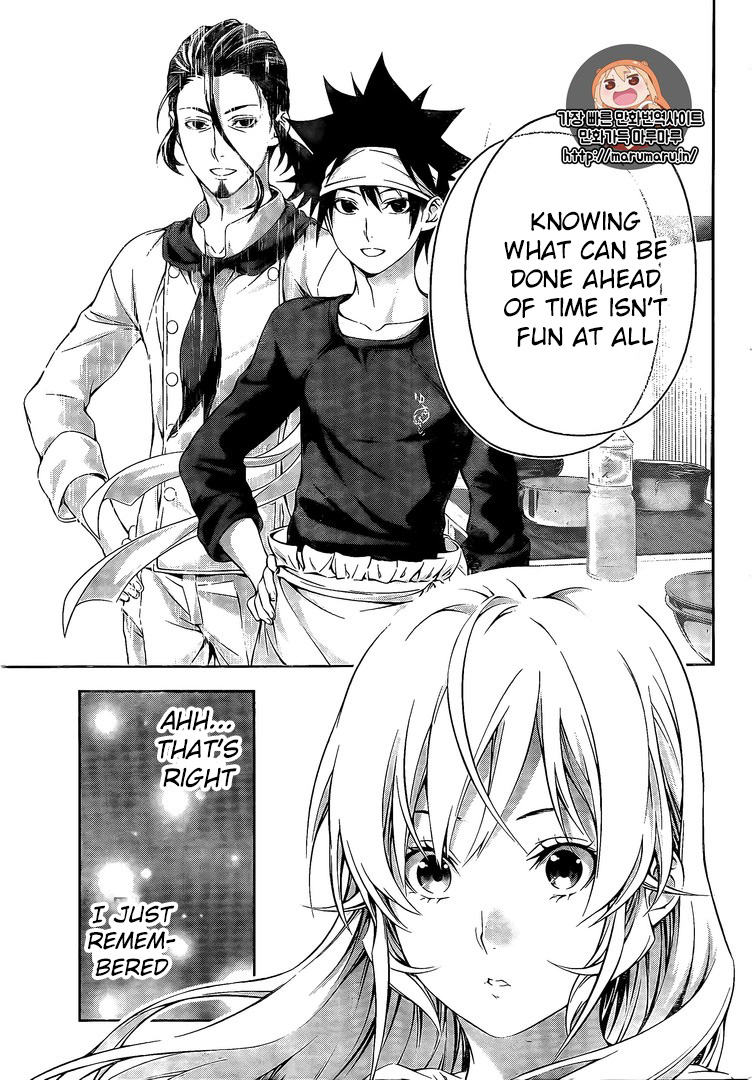 가장 빠른 만화번역사이트
만화가득 마루마루
http://marumaru.in/
KNOWING
WHAT CAN BE
DONE AHEAD
OF TIME ISN'T
FUN AT ALL
AHH...
THAT'S
RIGHT
I JUST
REMEM-
BERED